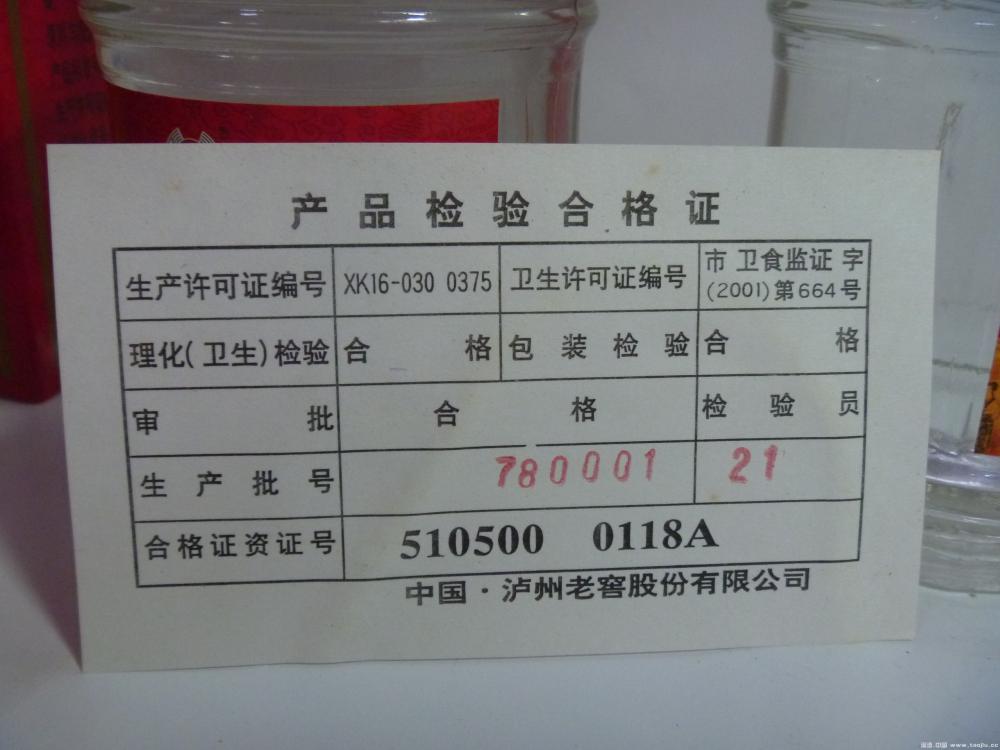 产品检验合格证
生产许可证编号 XK16-030 0375 卫生许可证编号 市卫食监证字
(2001)第664号
理化(卫生)检验 合格 包装检验 合格
审批 合格 检验员
生产批号 780001 21
合格证资证号 510500 0118A
中国·泸州老窖股份有限公司
www.taojiu.cc